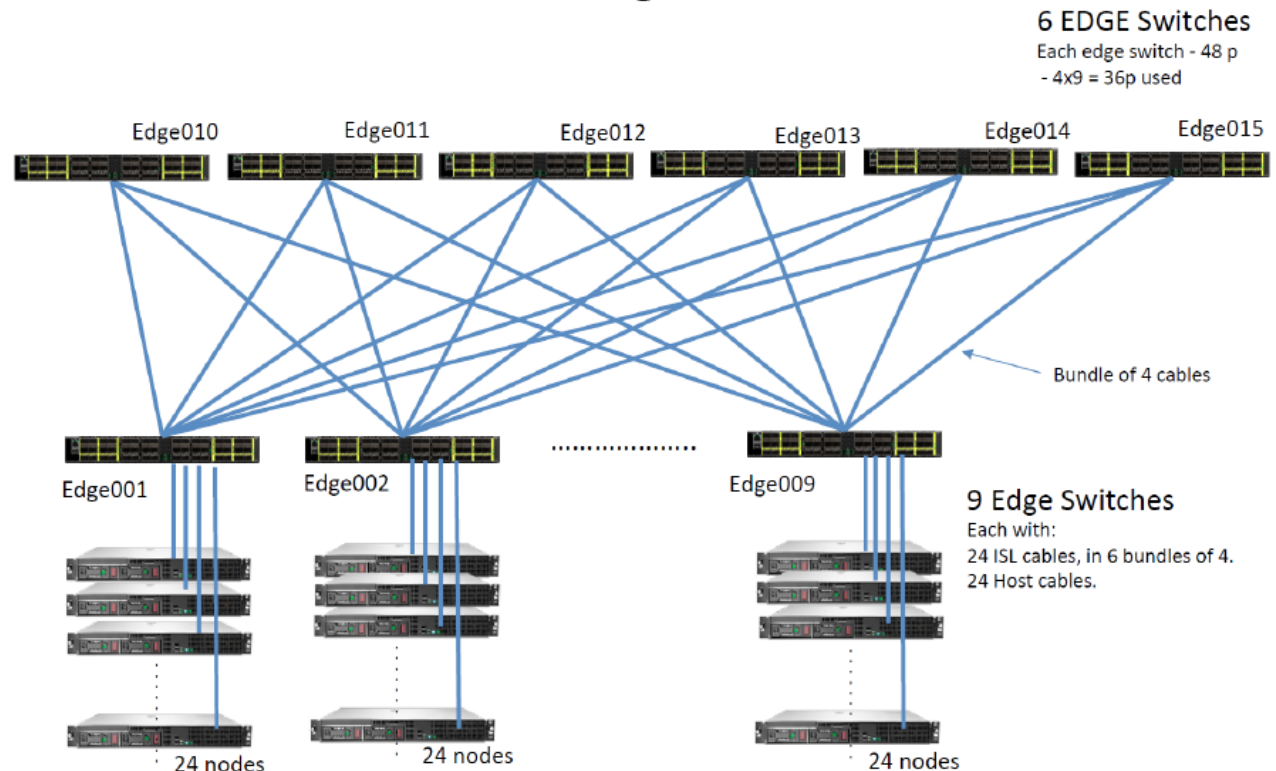 6 EDGE Switches
Each edge switch - 48 p
- 4x9 = 36p used
Edge010
Edge011
Edge012
Edge013
Edge014
Edge015
Bundle of 4 cables
Edge001
Edge002
Edge009
9 Edge Switches
Each with:
24 ISL cables, in 6 bundles of 4.
24 Host cables.
24 nodes
24 nodes
24 nodes